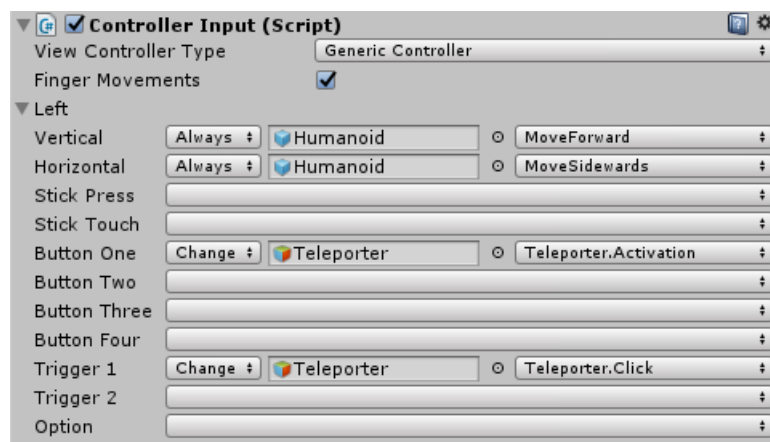 Controller Input (Script)
View Controller Type Generic Controller
Finger Movements
Left
Vertical Always Humanoid MoveForward
Horizontal Always Humanoid MoveSidewards
Stick Press
Stick Touch
Button One Change Teleporter Teleporter.Activation
Button Two
Button Three
Button Four
Trigger 1 Change Teleporter Teleporter.Click
Trigger 2
Option